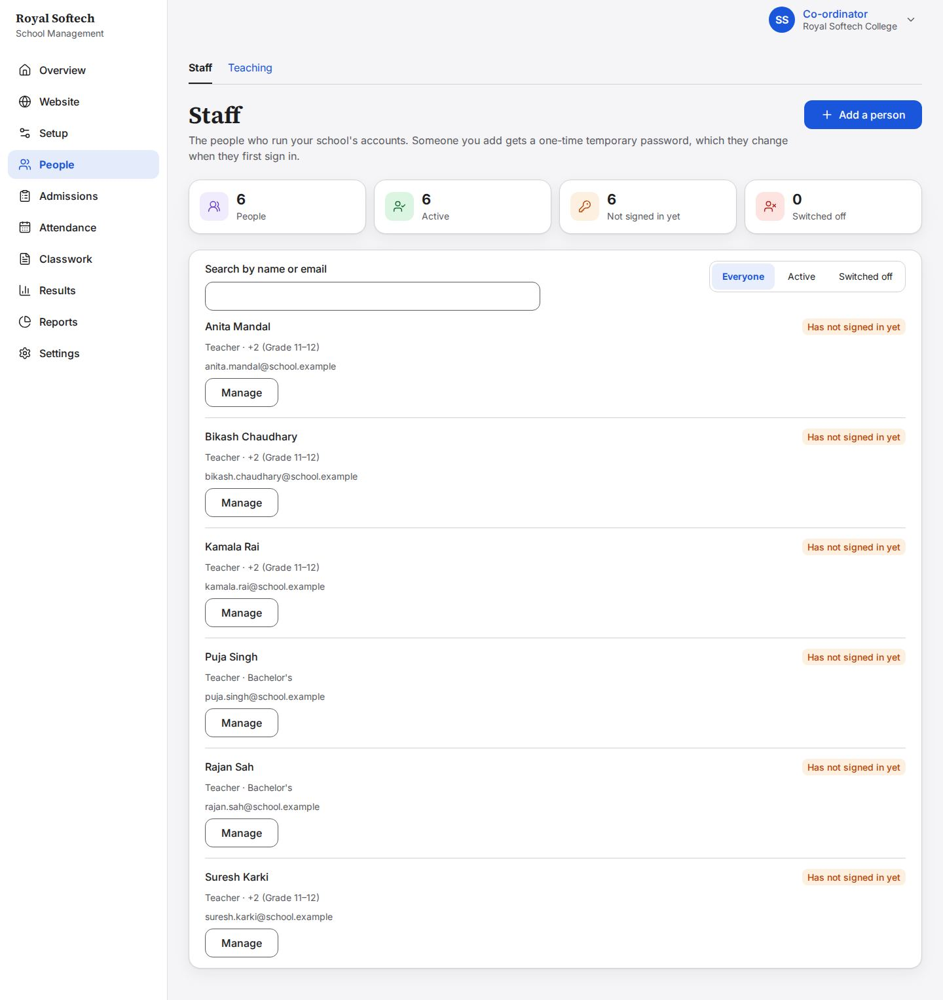 Royal Softech
School Management
Overview
Website
Setup
People
Admissions
Attendance
Classwork
Results
Reports
Settings
SS
Co-ordinator
Royal Softech College
Staff
Teaching
Staff
Add a person
The people who run your school's accounts. Someone you add gets a one-time temporary password, which they change
when they first sign in.
6
People
6
Active
6
Not signed in yet
0
Switched off
Search by name or email
Everyone
Active
Switched off
Anita Mandal
Has not signed in yet
Teacher · +2 (Grade 11–12)
anita.mandal@school.example
Manage
Bikash Chaudhary
Has not signed in yet
Teacher · +2 (Grade 11–12)
bikash.chaudhary@school.example
Manage
Kamala Rai
Has not signed in yet
Teacher · +2 (Grade 11–12)
kamala.rai@school.example
Manage
Puja Singh
Has not signed in yet
Teacher · Bachelor's
puja.singh@school.example
Manage
Rajan Sah
Has not signed in yet
Teacher · Bachelor's
rajan.sah@school.example
Manage
Suresh Karki
Has not signed in yet
Teacher · +2 (Grade 11–12)
suresh.karki@school.example
Manage